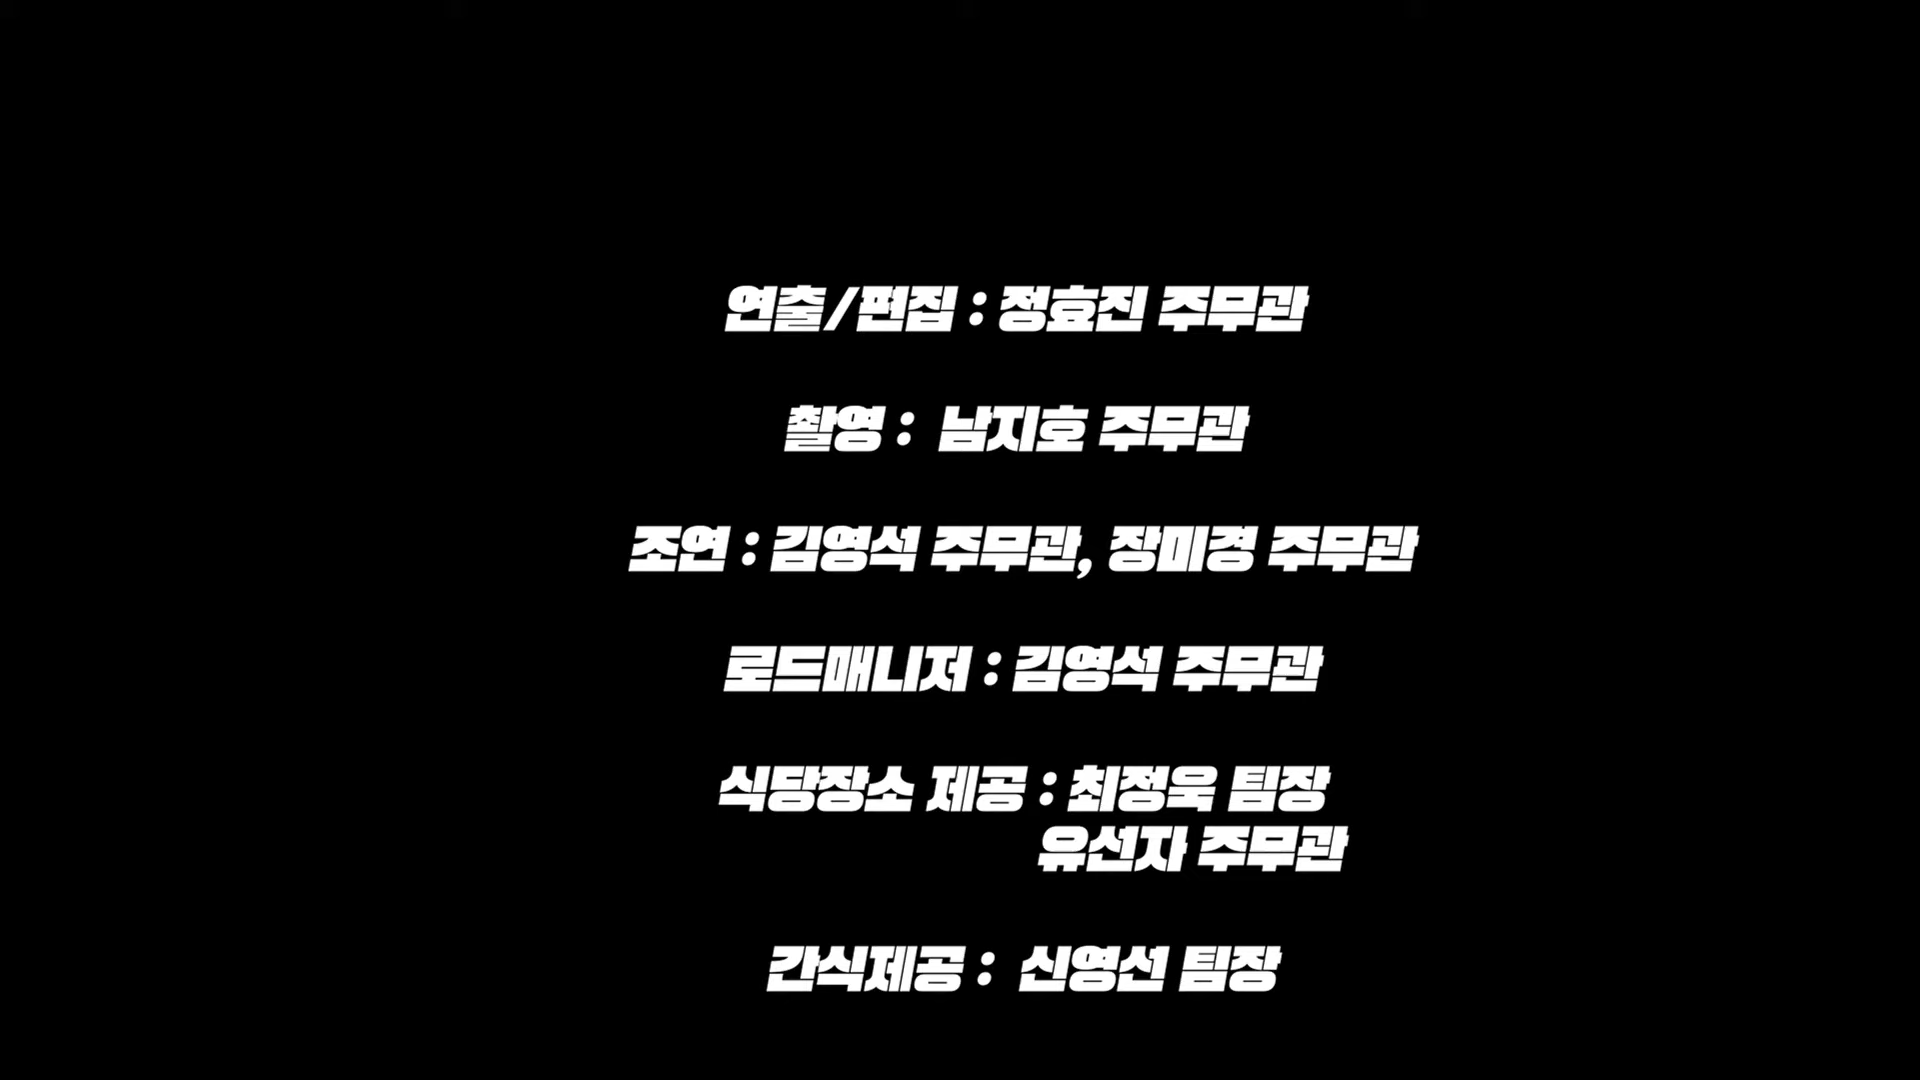 연출/편집 : 정효진 주무관
촬영 : 남지호 주무관
조연 : 김영석 주무관, 장미경 주무관
로드매니저 : 김영석 주무관
식당장소 제공 : 최정욱 팀장
유선자 주무관
간식제공 : 신영선 팀장